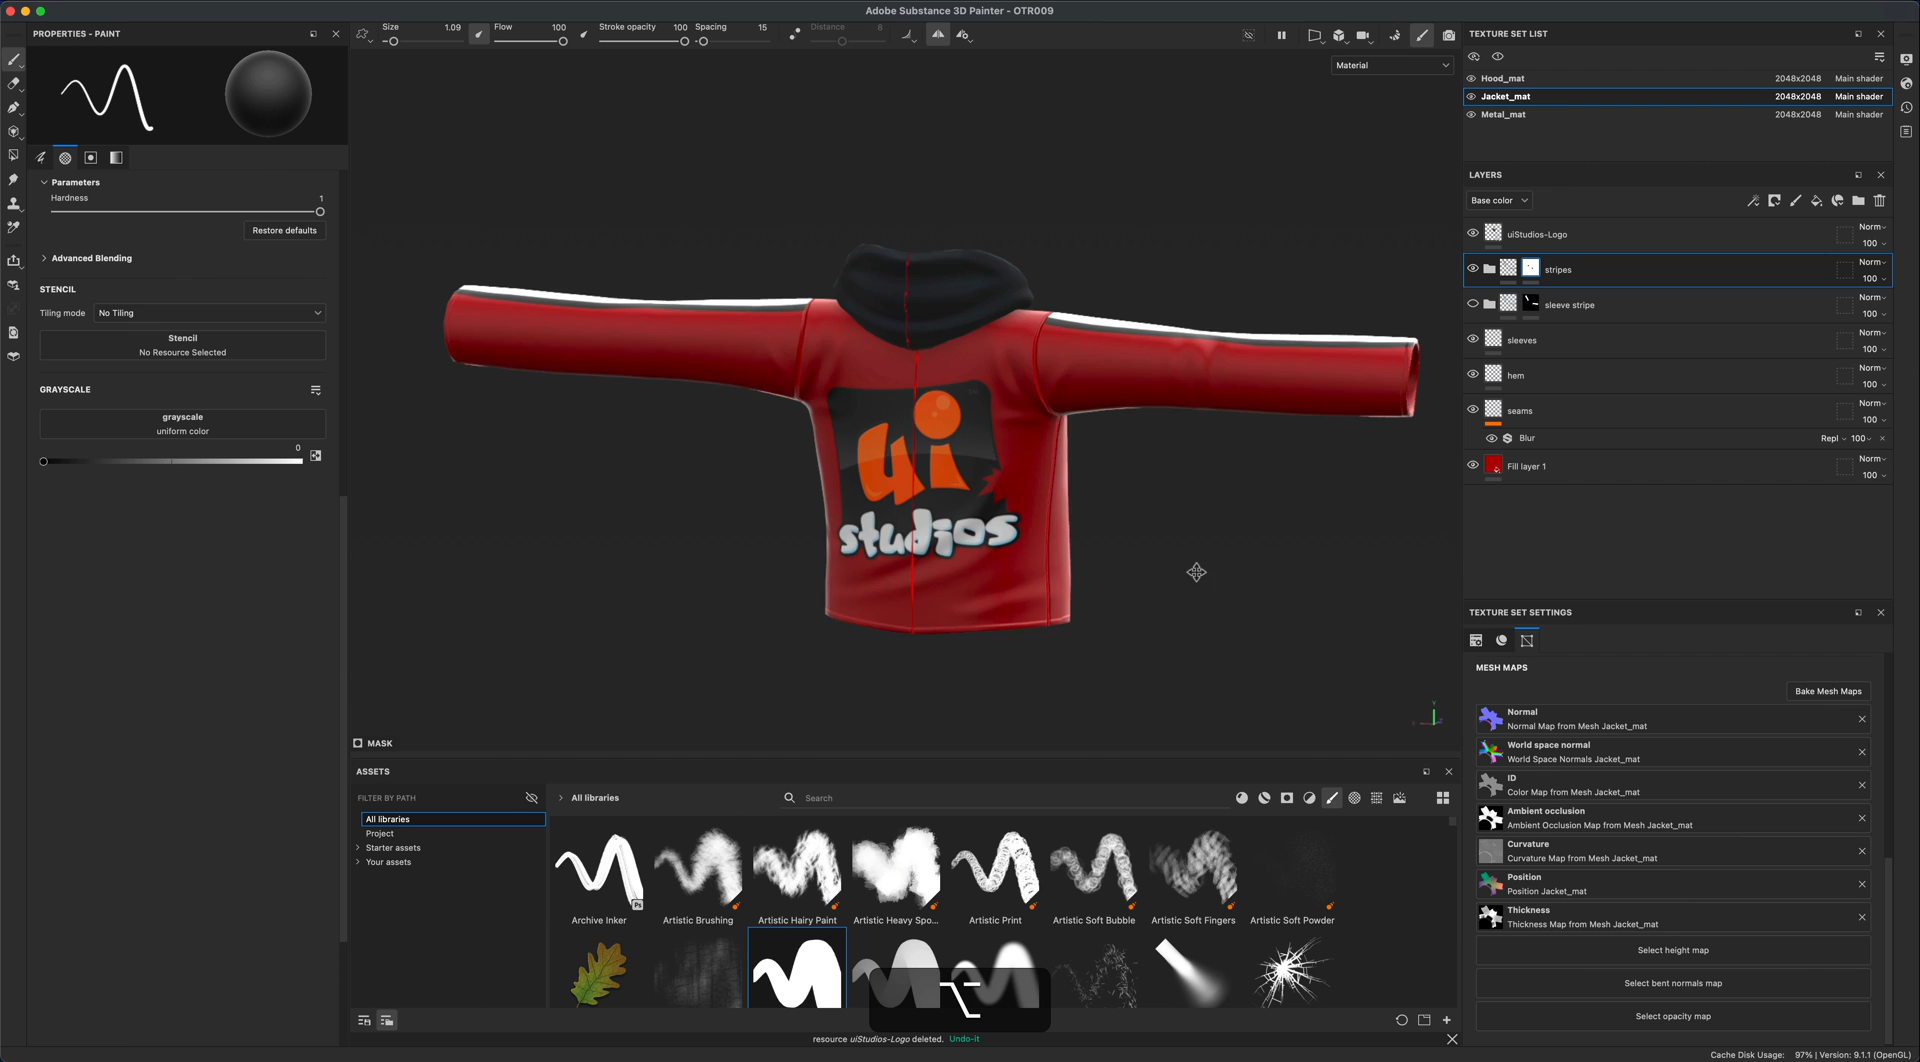 Adobe Substance 3D Painter - OTR009
PROPERTIES - PAINT
Size 1.09 Flow 100 Stroke opacity 100 Spacing 15 Distance 8
Material
Parameters
Hardness 1
Restore defaults
Advanced Blending
STENCIL
Tiling mode No Tiling
Stencil
No Resource Selected
GRAYSCALE
grayscale
uniform color
0
ui
studios
MASK
ASSETS
FILTER BY PATH
All libraries
Project
Starter assets
Your assets
All libraries
Search
Archive Inker
Artistic Brushing
Artistic Hairy Paint
Artistic Heavy Spo...
Artistic Print
Artistic Soft Bubble
Artistic Soft Fingers
Artistic Soft Powder
Ps
resource uiStudios-Logo deleted. Undo-it
TEXTURE SET LIST
Hood_mat 2048x2048 Main shader
Jacket_mat 2048x2048 Main shader
Metal_mat 2048x2048 Main shader
LAYERS
Base color
uiStudios-Logo Norm 100
stripes Norm 100
sleeve stripe Norm 100
sleeves Norm 100
hem Norm 100
seams Norm 100
Blur Repl 100
Fill layer 1 Norm 100
TEXTURE SET SETTINGS
MESH MAPS
Bake Mesh Maps
Normal
Normal Map from Mesh Jacket_mat
World space normal
World Space Normals Jacket_mat
ID
Color Map from Mesh Jacket_mat
Ambient occlusion
Ambient Occlusion Map from Mesh Jacket_mat
Curvature
Curvature Map from Mesh Jacket_mat
Position
Position Jacket_mat
Thickness
Thickness Map from Mesh Jacket_mat
Select height map
Select bent normals map
Select opacity map
Cache Disk Usage: 97% | Version: 9.1.1 (OpenGL)